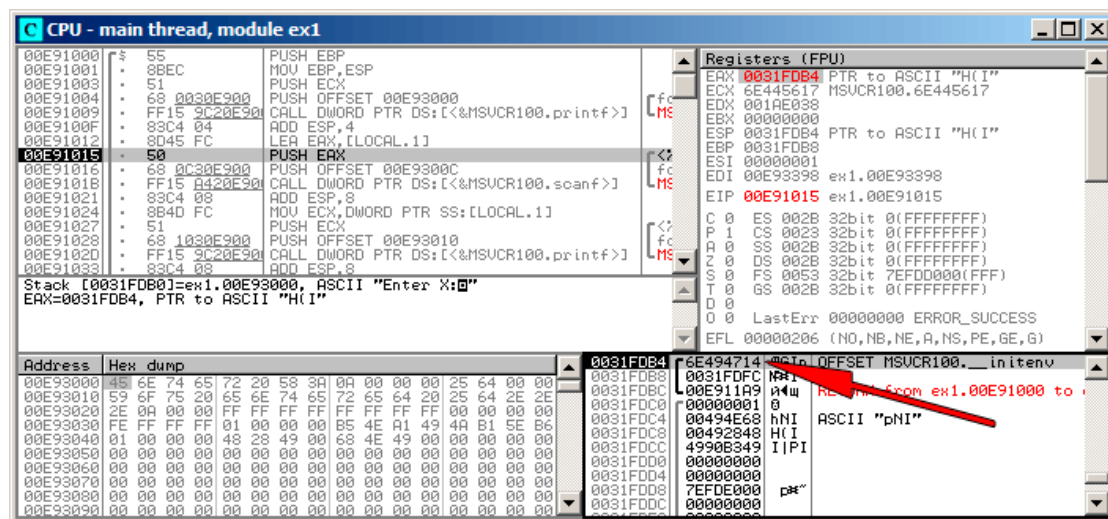 CPU - main thread, module ex1
00E91000 $ 55 PUSH EBP
00E91001 . 8BEC MOV EBP,ESP
00E91003 . 51 PUSH ECX
00E91004 . 68 0030E900 PUSH OFFSET 00E93000
00E91009 . FF15 9C20E90 CALL DWORD PTR DS:[<&MSVCR100.printf>]
00E9100F . 83C4 04 ADD ESP,4
00E91012 . 8D45 FC LEA EAX,[LOCAL.1]
00E91015 . 50 PUSH EAX
00E91016 . 68 0C30E900 PUSH OFFSET 00E9300C
00E9101B . FF15 A420E90 CALL DWORD PTR DS:[<&MSVCR100.scanf>]
00E91021 . 83C4 08 ADD ESP,8
00E91024 . 8B4D FC MOV ECX,DWORD PTR SS:[LOCAL.1]
00E91027 . 51 PUSH ECX
00E91028 . 68 1030E900 PUSH OFFSET 00E93010
00E9102D . FF15 9C20E90 CALL DWORD PTR DS:[<&MSVCR100.printf>]
00E91033 . 83C4 08 ADD ESP,8
Stack [0031FDB0]=ex1.00E93000, ASCII "Enter X:"
EAX=0031FDB4, PTR to ASCII "H(I"
Registers (FPU)
EAX 0031FDB4 PTR to ASCII "H(I"
ECX 6E445617 MSVCR100.6E445617
EDX 001AE038
EBX 00000000
ESP 0031FDB4 PTR to ASCII "H(I"
EBP 0031FDB8
ESI 00000001
EDI 00E93398 ex1.00E93398
EIP 00E91015 ex1.00E91015
C 0 ES 002B 32bit 0(FFFFFFFF)
P 1 CS 0023 32bit 0(FFFFFFFF)
A 0 SS 002B 32bit 0(FFFFFFFF)
Z 0 DS 002B 32bit 0(FFFFFFFF)
S 0 FS 0053 32bit 7EFDD000(FFF)
T 0 GS 002B 32bit 0(FFFFFFFF)
D 0
O 0 LastErr 00000000 ERROR_SUCCESS
EFL 00000206 (NO,NB,NE,A,NS,PE,GE,G)
Address Hex dump
00E93000 45 6E 74 65 72 20 58 3A 0A 00 00 00 25 64 00 00
00E93010 59 6F 75 20 65 6E 74 65 72 65 64 20 25 64 2E 2E
00E93020 2E 0A 00 00 FF FF FF FF FF FF FF FF 00 00 00 00
00E93030 FE FF FF FF 01 00 00 00 B5 4E A1 49 4A B1 5E B6
00E93040 01 00 00 00 48 28 49 00 68 4E 49 00 00 00 00 00
00E93050 00 00 00 00 00 00 00 00 00 00 00 00 00 00 00 00
00E93060 00 00 00 00 00 00 00 00 00 00 00 00 00 00 00 00
00E93070 00 00 00 00 00 00 00 00 00 00 00 00 00 00 00 00
00E93080 00 00 00 00 00 00 00 00 00 00 00 00 00 00 00 00
00E93090 00 00 00 00 00 00 00 00 00 00 00 00 00 00 00 00
0031FDB4 6E494714 GIn OFFSET MSVCR100.__initenv
0031FDB8 0031FDFC
0031FDBC 00E911A9 from ex1.00E91000 to
0031FDC0 00000001
0031FDC4 00494E68 hNI ASCII "pNI"
0031FDC8 00492848 H(I
0031FDCC 4990B349 I|PI
0031FDD0 00000000
0031FDD4 00000000
0031FDD8 7EFDE000
0031FDDC 00000000